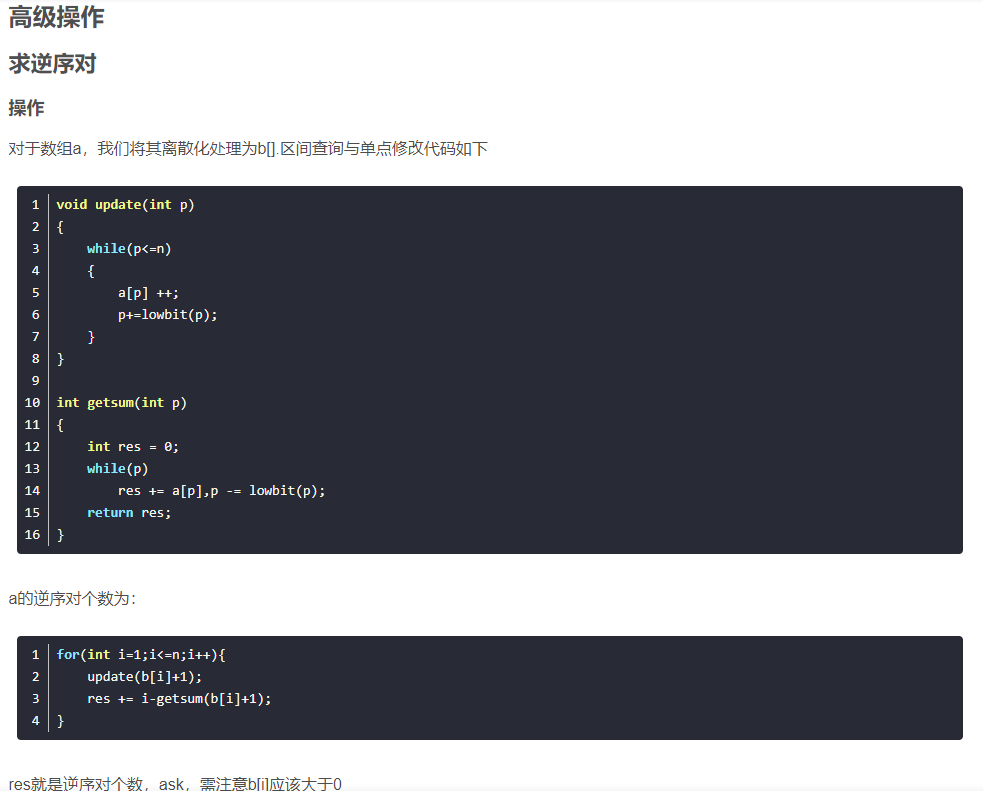 高级操作
求逆序对
操作
对于数组a，我们将其离散化处理为b[].区间查询与单点修改代码如下
1 void update(int p)
2 {
3     while(p<=n)
4     {
5         a[p] ++;
6         p+=lowbit(p);
7     }
8 }
9
10 int getsum(int p)
11 {
12     int res = 0;
13     while(p)
14         res += a[p],p -= lowbit(p);
15     return res;
16 }
a的逆序对个数为：
1 for(int i=1;i<=n;i++){
2     update(b[i]+1);
3     res += i-getsum(b[i]+1);
4 }
res就是逆序对个数，ask，需注意b[i]应该大于0